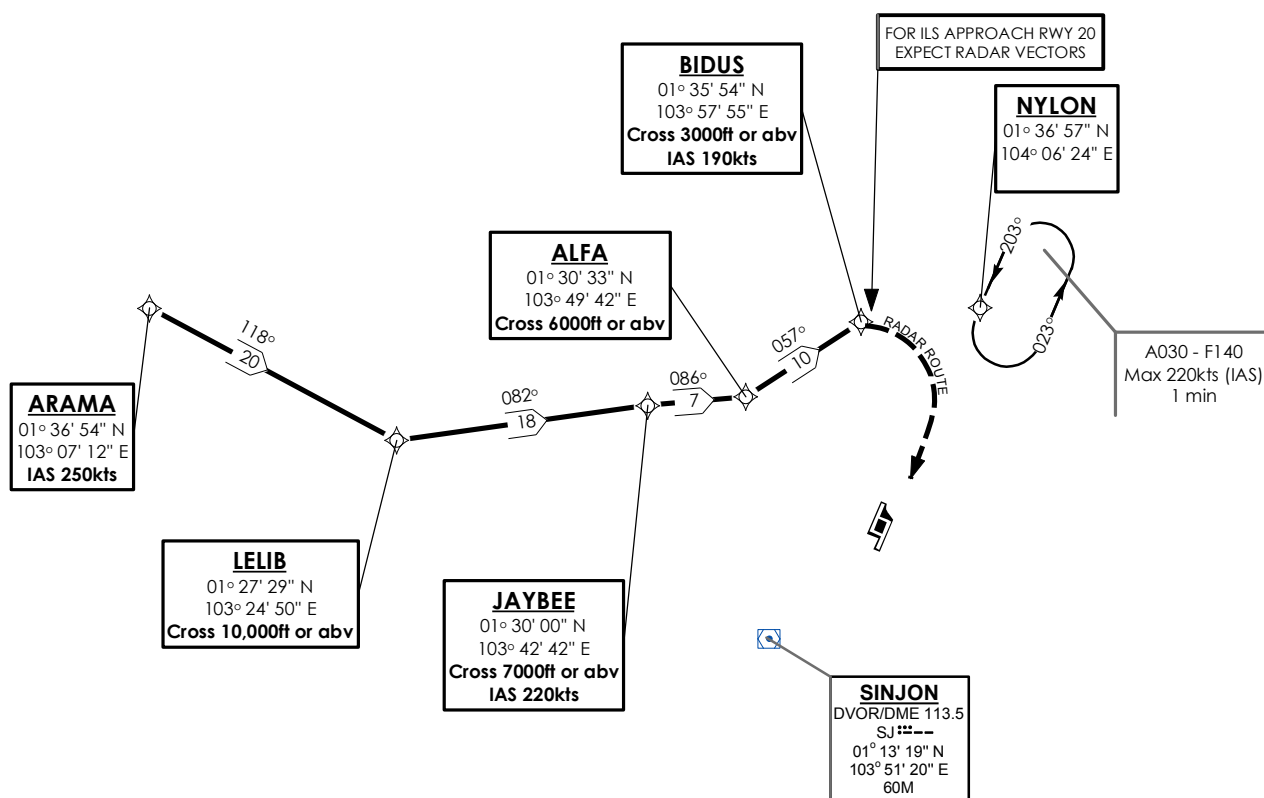 FOR ILS APPROACH RWY 20
EXPECT RADAR VECTORS
BIDUS
01° 35' 54" N
103° 57' 55" E
Cross 3000ft or abv
IAS 190kts
NYLON
01° 36' 57" N
104° 06' 24" E
ALFA
01° 30' 33" N
103° 49' 42" E
Cross 6000ft or abv
203°
023°
A030 - F140
Max 220kts (IAS)
1 min
RADAR ROUTE
118°
20
082°
18
086°
7
057°
10
ARAMA
01° 36' 54" N
103° 07' 12" E
IAS 250kts
LELIB
01° 27' 29" N
103° 24' 50" E
Cross 10,000ft or abv
JAYBEE
01° 30' 00" N
103° 42' 42" E
Cross 7000ft or abv
IAS 220kts
SINJON
DVOR/DME 113.5
SJ
01° 13' 19" N
103° 51' 20" E
60M